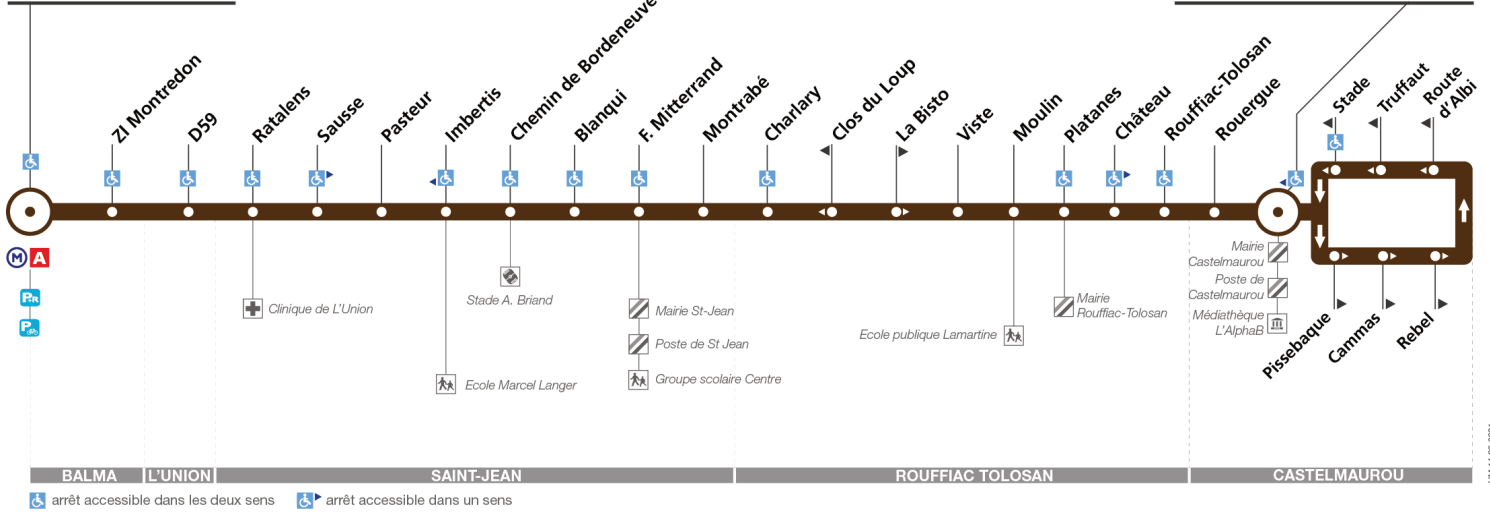 ZI Montredon
D59
Ratalens
Sausse
Pasteur
Imbertis
Chemin de Bordeneuve
Blanqui
F. Mitterrand
Montrabé
Charlary
Clos du Loup
La Bisto
Viste
Moulin
Platanes
Château
Rouffiac-Tolosan
Rouergue
Stade
Truffaut
Route
d'Albi
M A
P+R
P
Clinique de L'Union
Ecole Marcel Langer
Stade A. Briand
Mairie St-Jean
Poste de St Jean
Groupe scolaire Centre
Ecole publique Lamartine
Mairie
Rouffiac-Tolosan
Mairie
Castelmaurou
Poste de
Castelmaurou
Médiathèque
L'AlphaB
Pissebaque
Cammas
Rebel
BALMA
L'UNION
SAINT-JEAN
ROUFFIAC TOLOSAN
CASTELMAUROU
arrêt accessible dans les deux sens
arrêt accessible dans un sens